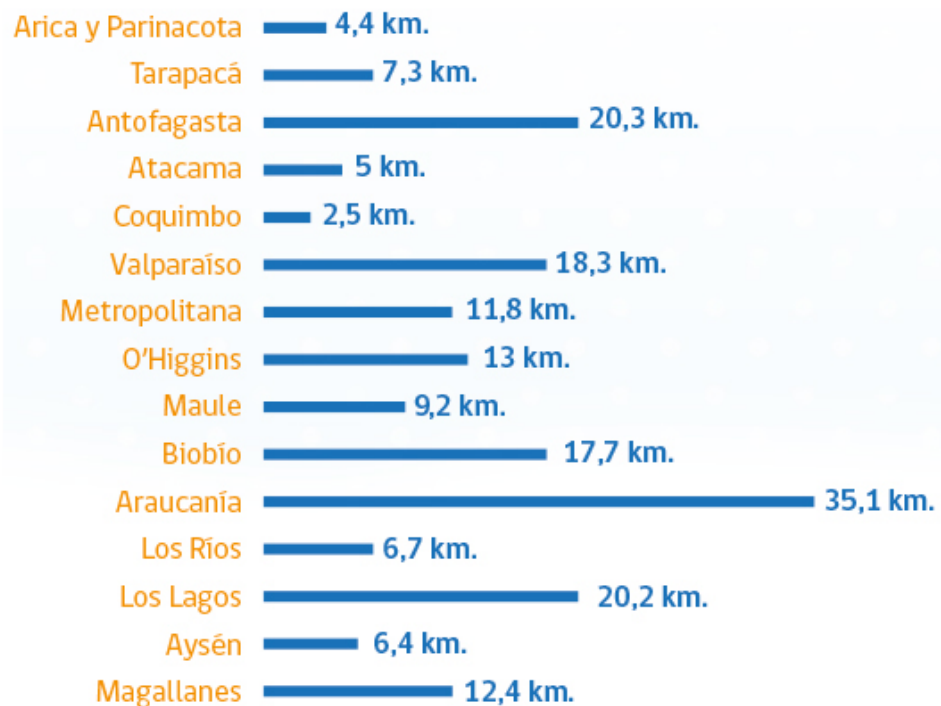 Arica y Parinacota 4,4 km.
Tarapacá 7,3 km.
Antofagasta 20,3 km.
Atacama 5 km.
Coquimbo 2,5 km.
Valparaíso 18,3 km.
Metropolitana 11,8 km.
O'Higgins 13 km.
Maule 9,2 km.
Biobío 17,7 km.
Araucanía 35,1 km.
Los Ríos 6,7 km.
Los Lagos 20,2 km.
Aysén 6,4 km.
Magallanes 12,4 km.